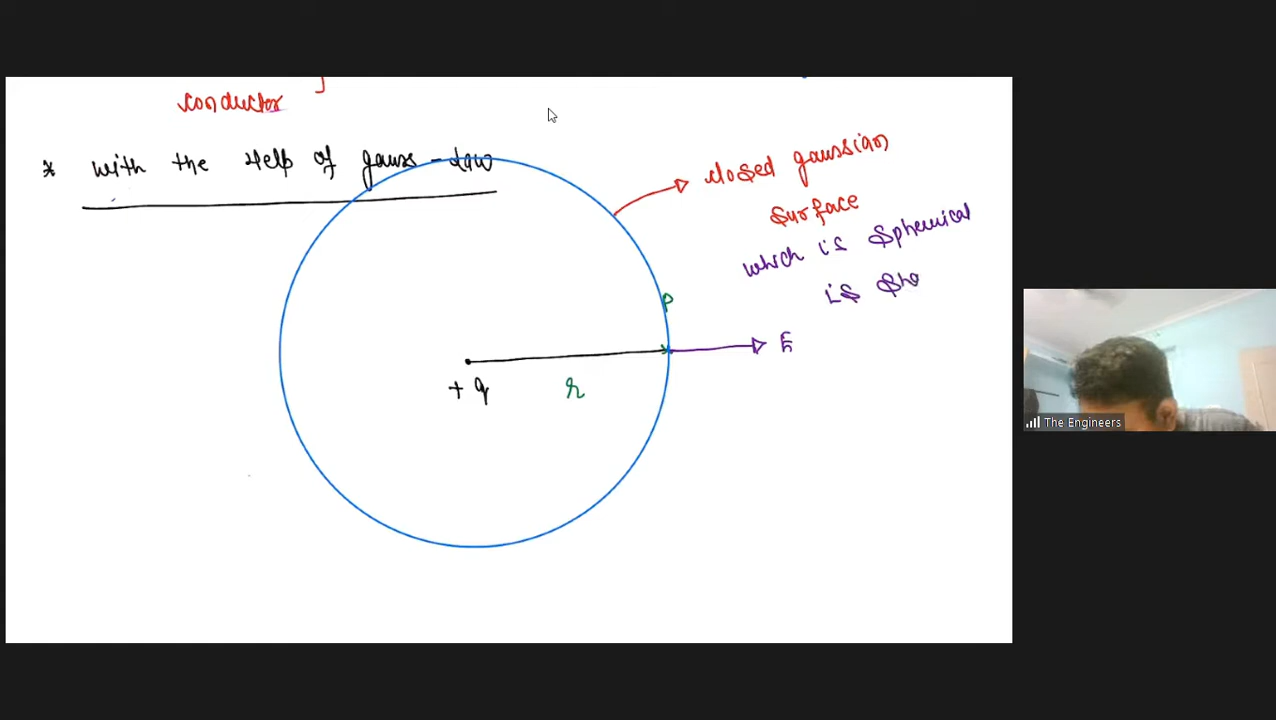 conductor
* with the Help of gauss-Law
closed gaussian
surface
which is Spherical
is Sho
P
E
+q
r
The Engineers